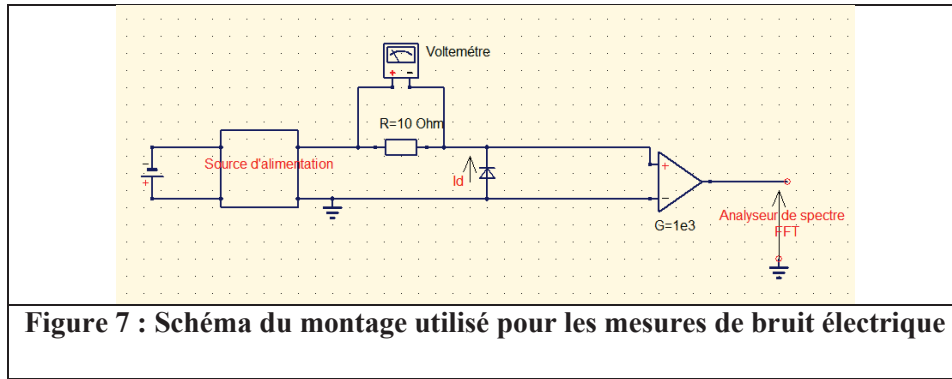 Voltemétre
+ -
R=10 Ohm
-
+
Source d'alimentation
Id
+
-
G=1e3
Analyseur de spectre
FFT
Figure 7 : Schéma du montage utilisé pour les mesures de bruit électrique